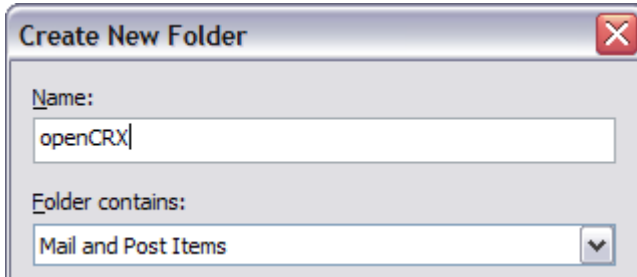 Create New Folder
Name:
openCRX
Folder contains:
Mail and Post Items